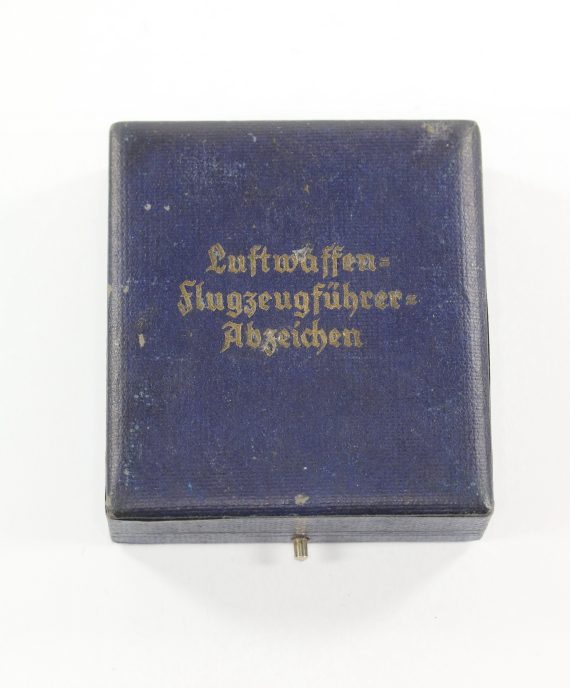 Luftwaffen=
Flugzeugführer=
Abzeichen